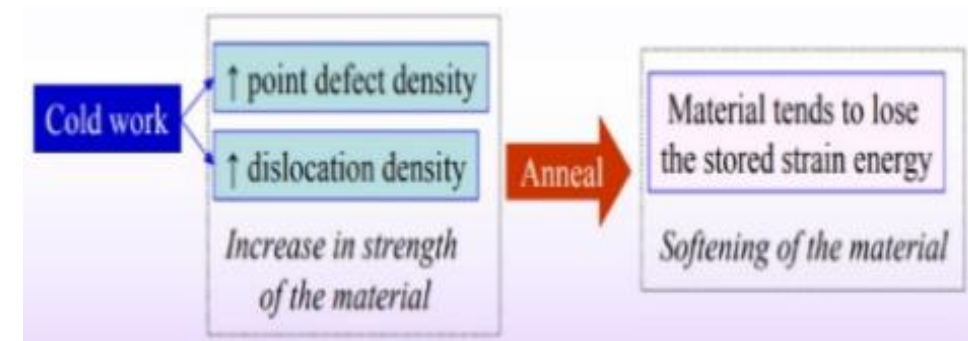 Cold work
↑ point defect density
↑ dislocation density
Increase in strength
of the material
Anneal
Material tends to lose
the stored strain energy
Softening of the material